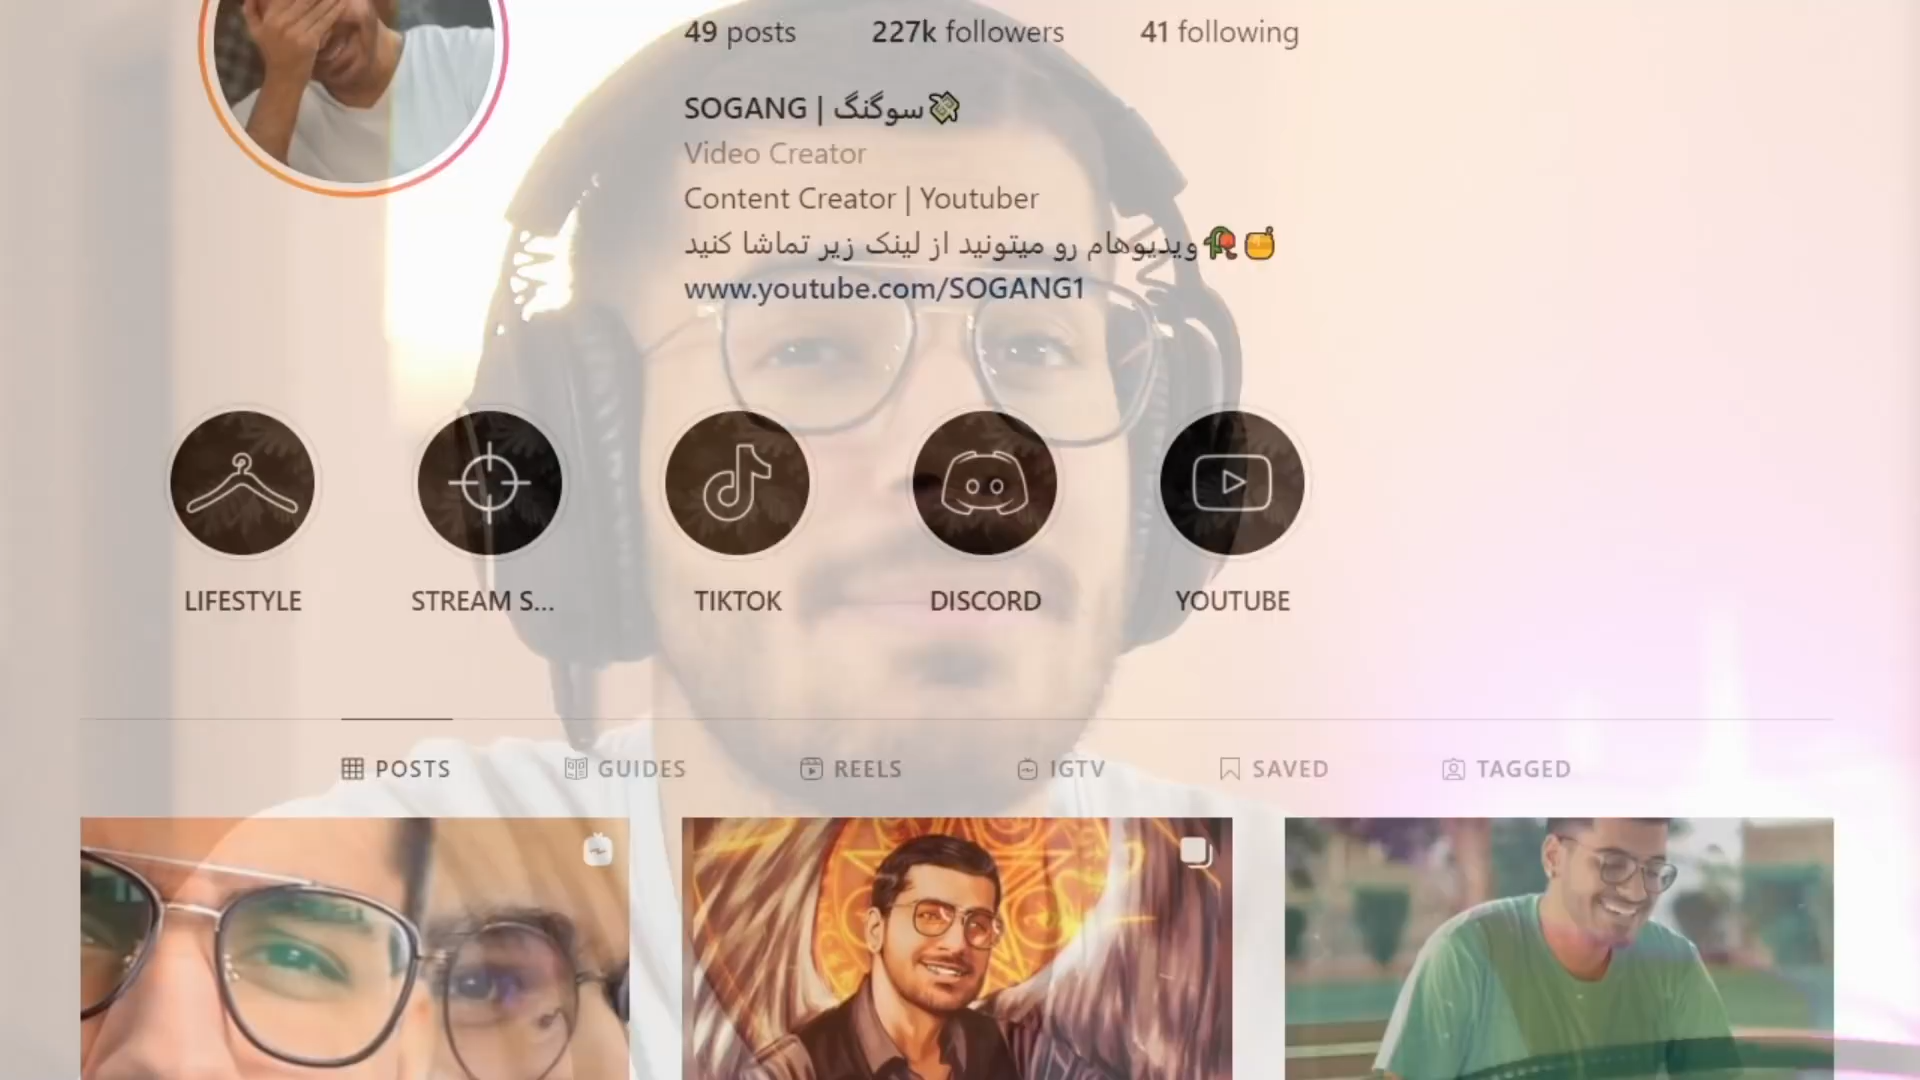 49 posts 227k followers 41 following
SOGANG | سوگنگ💸
Video Creator
Content Creator | Youtuber
ویدیوهام رو میتونید از لینک زیر تماشا کنید🥀🍯
www.youtube.com/SOGANG1
LIFESTYLE STREAM S... TIKTOK DISCORD YOUTUBE
POSTS GUIDES REELS IGTV SAVED TAGGED